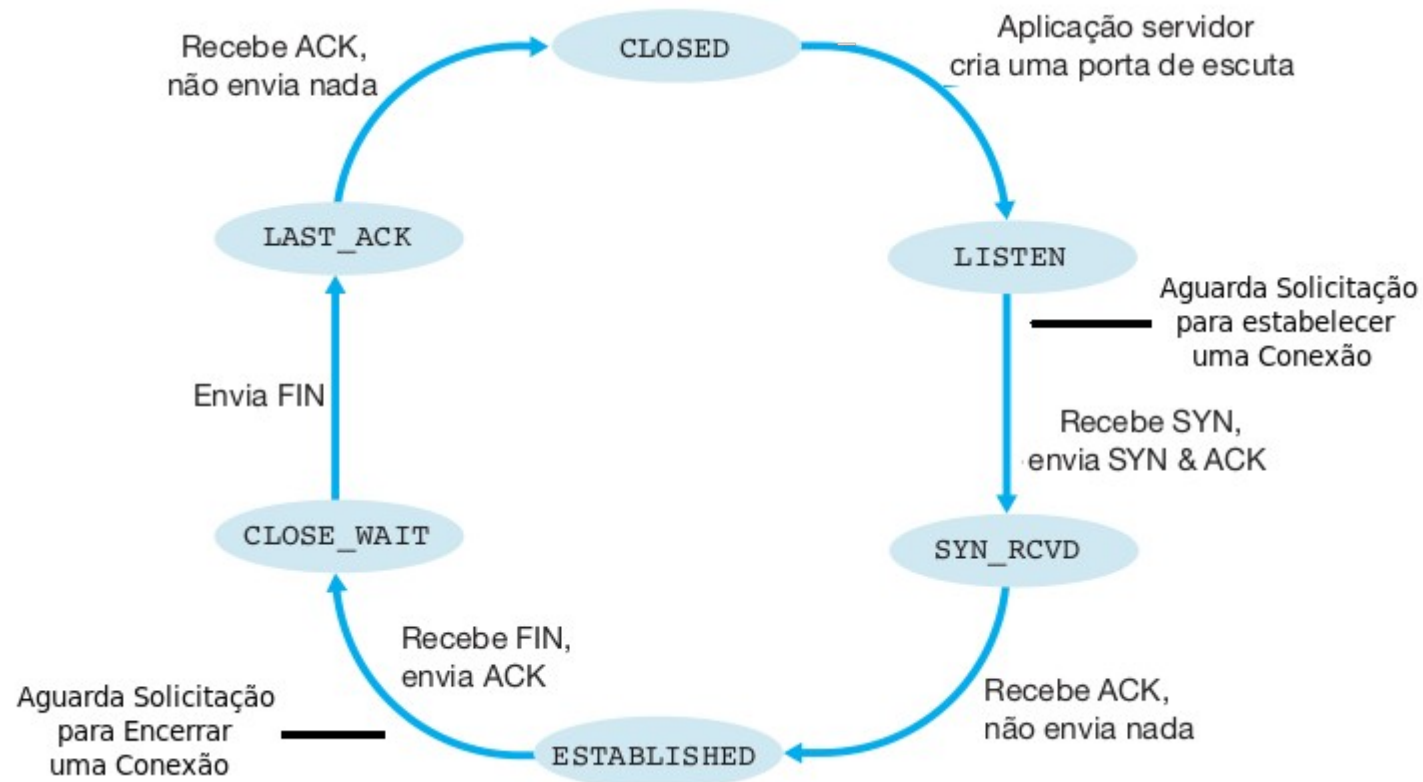 CLOSED
Aplicação servidor
cria uma porta de escuta
LISTEN
Aguarda Solicitação
para estabelecer
uma Conexão
Recebe SYN,
envia SYN & ACK
SYN_RCVD
Recebe ACK,
não envia nada
ESTABLISHED
Aguarda Solicitação
para Encerrar
uma Conexão
Recebe FIN,
envia ACK
CLOSE_WAIT
Envia FIN
LAST_ACK
Recebe ACK,
não envia nada